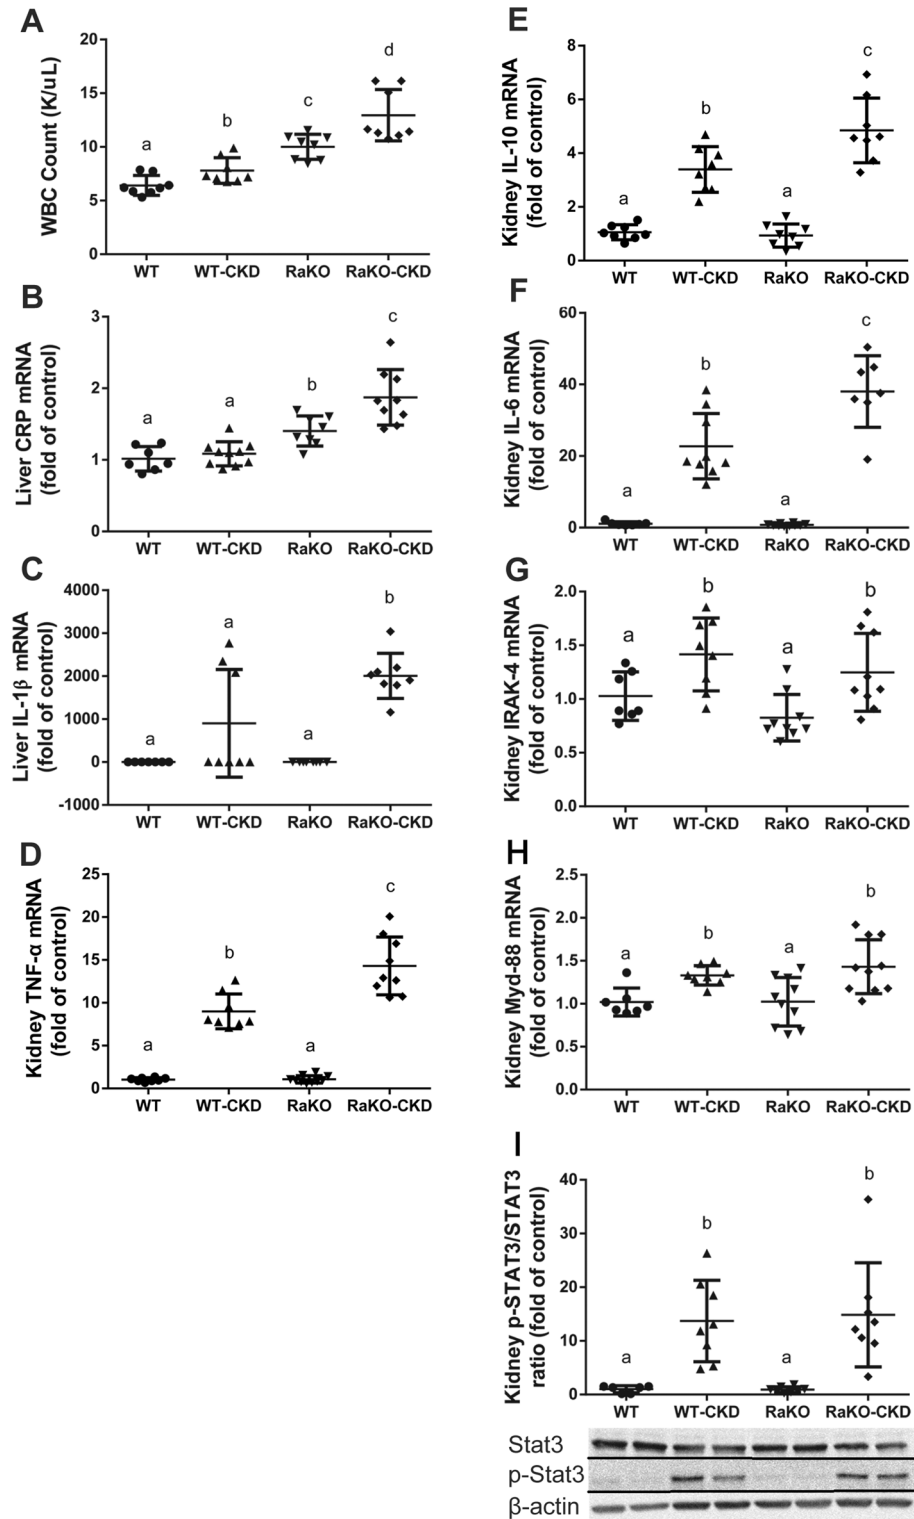 A
WBC Count (K/uL)
20
15
10
5
0
a
b
c
d
WT
WT-CKD
RaKO
RaKO-CKD
B
Liver CRP mRNA
(fold of control)
3
2
1
0
a
a
b
c
WT
WT-CKD
RaKO
RaKO-CKD
C
Liver IL-1β mRNA
(fold of control)
4000
3000
2000
1000
0
-1000
a
a
a
b
WT
WT-CKD
RaKO
RaKO-CKD
D
Kidney TNF-α mRNA
(fold of control)
25
20
15
10
5
0
a
b
a
c
WT
WT-CKD
RaKO
RaKO-CKD
E
Kidney IL-10 mRNA
(fold of control)
8
6
4
2
0
a
b
a
c
WT
WT-CKD
RaKO
RaKO-CKD
F
Kidney IL-6 mRNA
(fold of control)
60
40
20
0
a
b
a
c
WT
WT-CKD
RaKO
RaKO-CKD
G
Kidney IRAK-4 mRNA
(fold of control)
2.0
1.5
1.0
0.5
0.0
a
b
a
b
WT
WT-CKD
RaKO
RaKO-CKD
H
Kidney Myd-88 mRNA
(fold of control)
2.5
2.0
1.5
1.0
0.5
0.0
a
b
a
b
WT
WT-CKD
RaKO
RaKO-CKD
I
Kidney p-STAT3/STAT3
ratio (fold of control)
40
30
20
10
0
a
b
a
b
WT
WT-CKD
RaKO
RaKO-CKD
Stat3
p-Stat3
β-actin